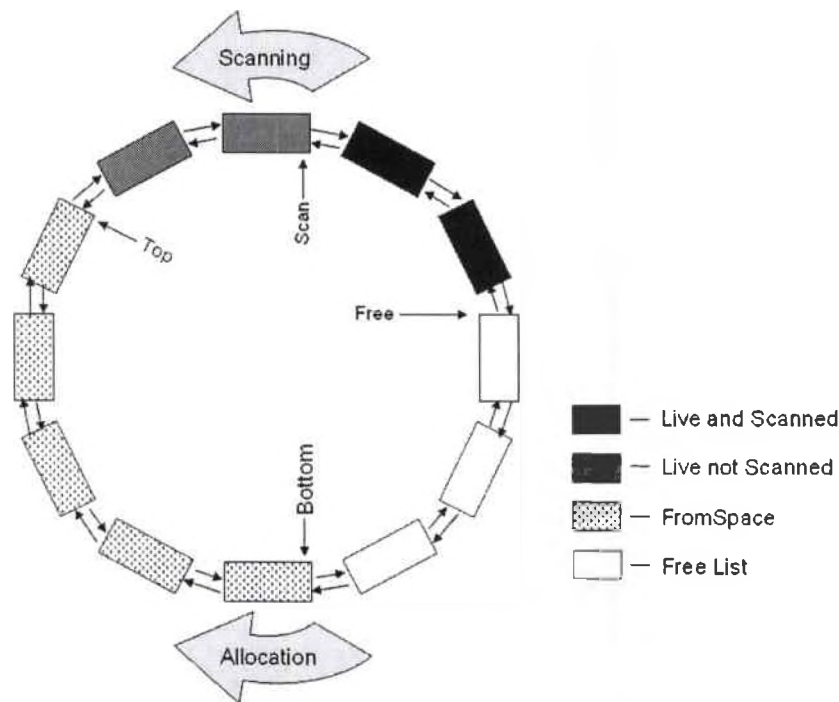 Scanning
Scan
Top
Free
Bottom
Allocation
— Live and Scanned
— Live not Scanned
— FromSpace
— Free List